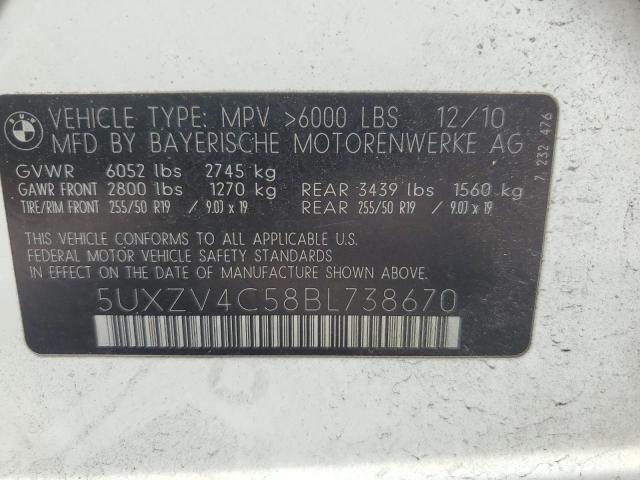 BMW
VEHICLE TYPE: MPV >6000 LBS 12/10
MFD BY BAYERISCHE MOTORENWERKE AG
GVWR 6052 lbs 2745 kg
GAWR FRONT 2800 lbs 1270 kg REAR 3439 lbs 1560 kg
TIRE/RIM FRONT 255/50 R19 / 9.0J x 19 REAR 255/50 R19 / 9.0J x 19
THIS VEHICLE CONFORMS TO ALL APPLICABLE U.S.
FEDERAL MOTOR VEHICLE SAFETY STANDARDS
IN EFFECT ON THE DATE OF MANUFACTURE SHOWN ABOVE.
5UXZV4C58BL738670
7 232 476